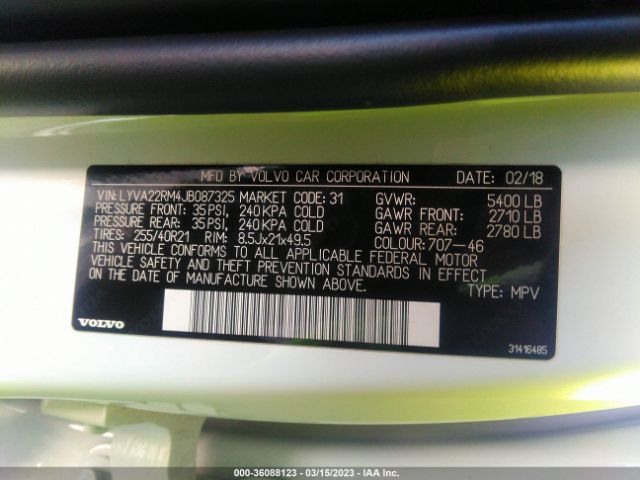 MFD BY VOLVO CAR CORPORATION DATE: 02/18
VIN: LYVA22RM4JB087325 MARKET CODE: 31 GVWR: 5400 LB
PRESSURE FRONT: 35 PSI, 240 KPA COLD GAWR FRONT: 2710 LB
PRESSURE REAR: 35 PSI, 240 KPA COLD GAWR REAR: 2780 LB
TIRES: 255/40R21 RIM: 8.5Jx21x49.5 COLOUR: 707-46
THIS VEHICLE CONFORMS TO ALL APPLICABLE FEDERAL MOTOR
VEHICLE SAFETY AND THEFT PREVENTION STANDARDS IN EFFECT
ON THE DATE OF MANUFACTURE SHOWN ABOVE.
TYPE: MPV
VOLVO
31416485
000-36088123 - 03/15/2023 - IAA Inc.